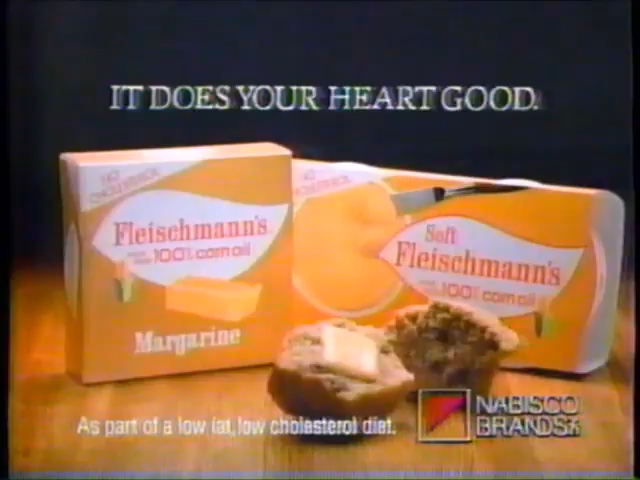 IT DOES YOUR HEART GOOD.
NO CHOLESTEROL
Fleischmann's
100% corn oil
Margarine
NO CHOLESTEROL
Soft
Fleischmann's
100% corn oil
As part of a low fat, low cholesterol diet.
NABISCO
BRANDS